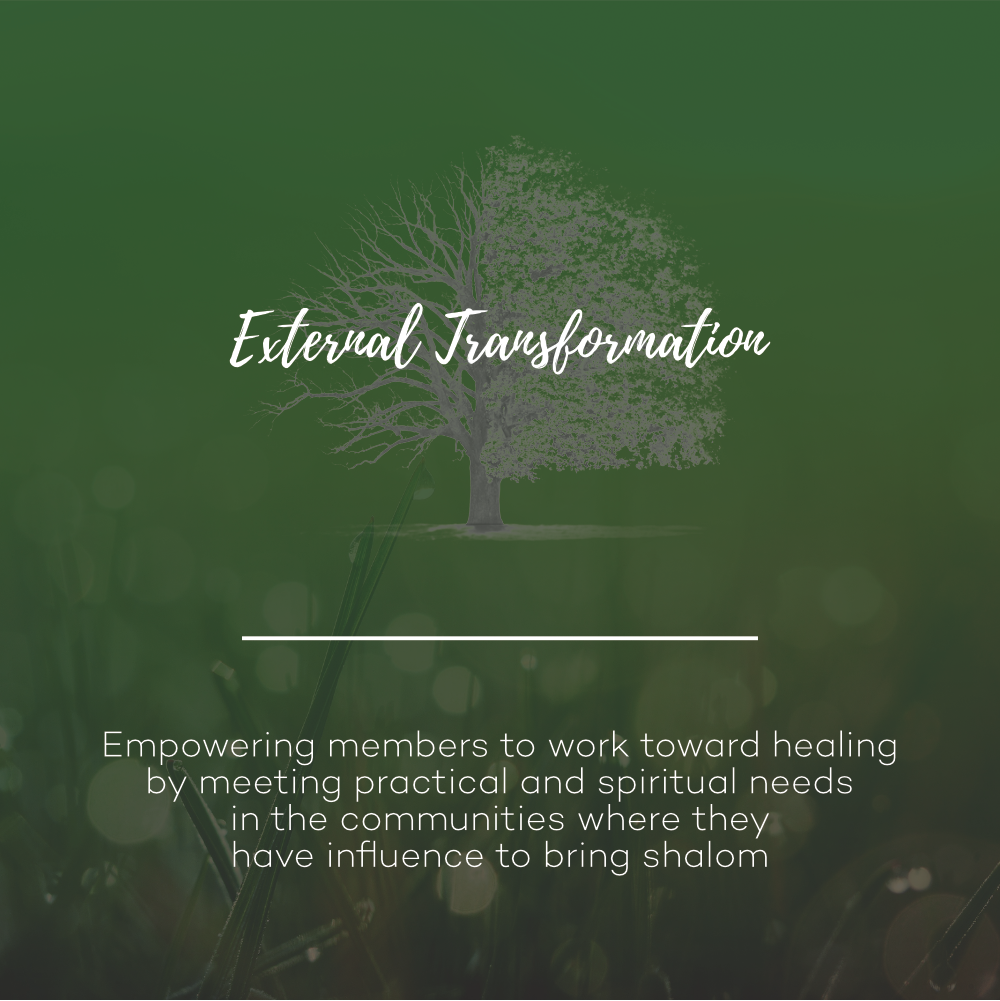 External Transformation
Empowering members to work toward healing
by meeting practical and spiritual needs
in the communities where they
have influence to bring shalom